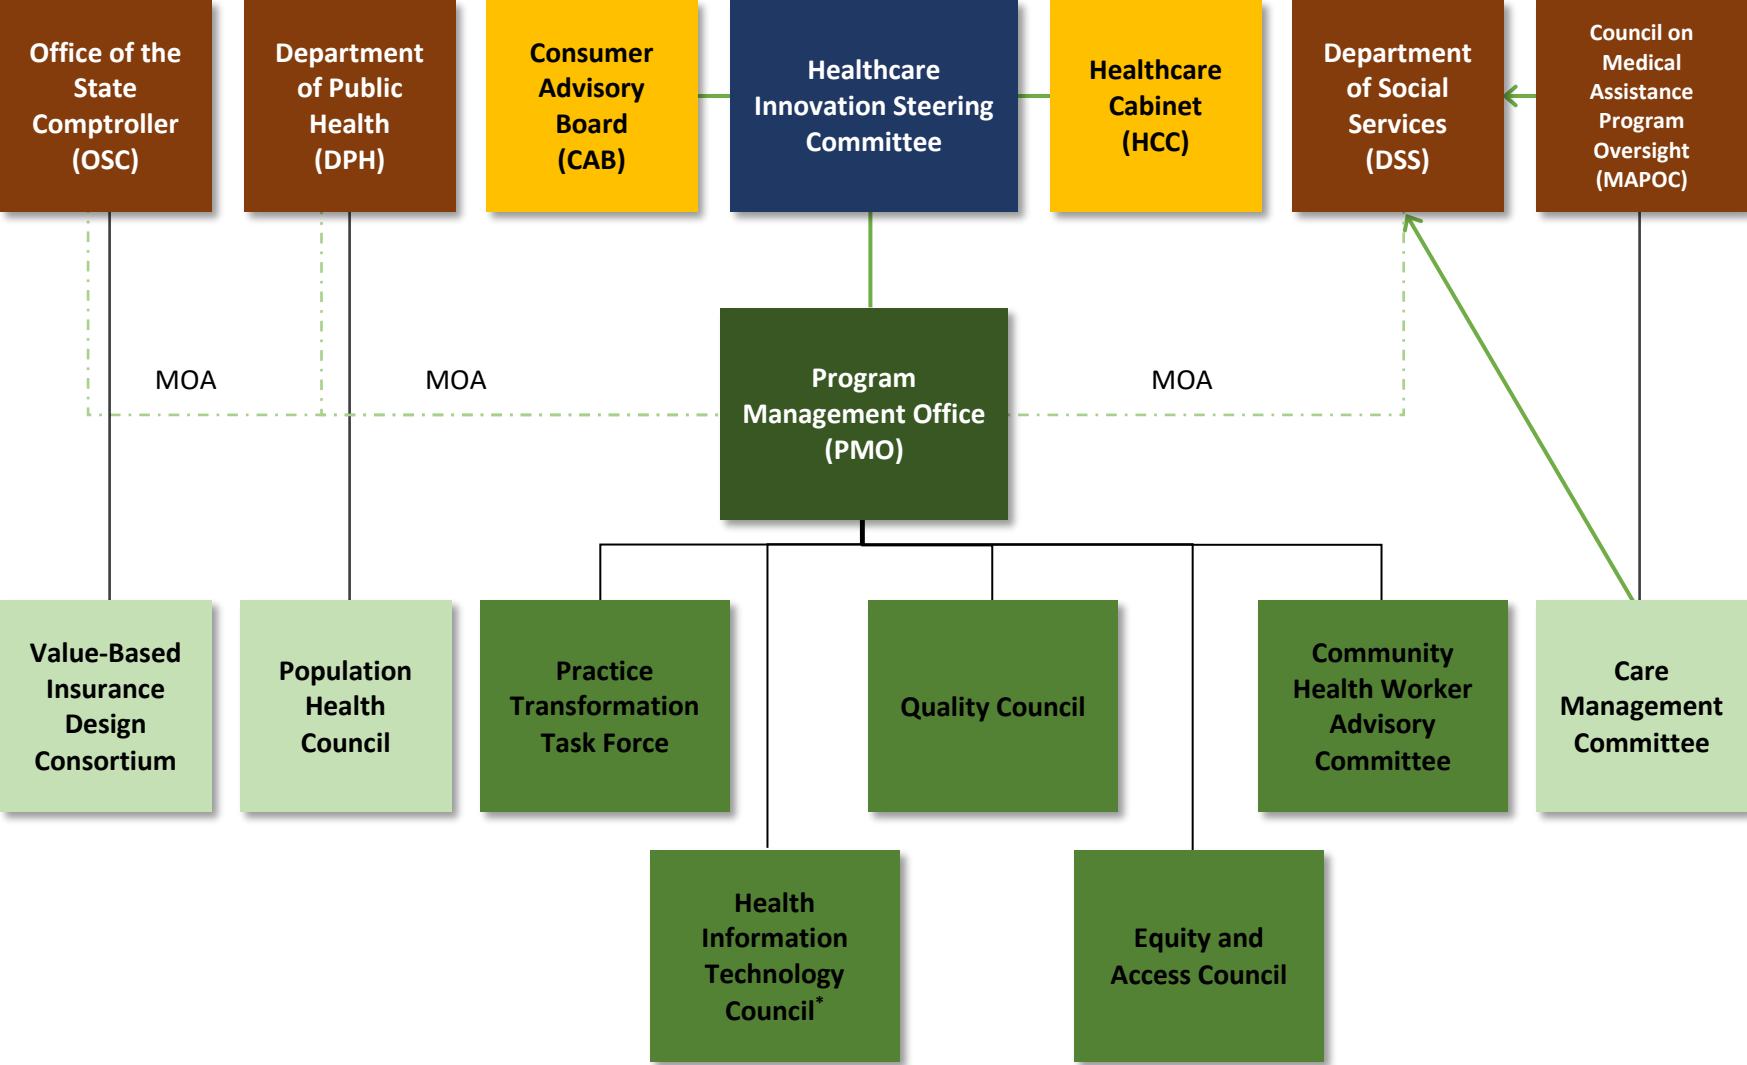 Office of the
State
Comptroller
(OSC)
Department
of Public
Health
(DPH)
Consumer
Advisory
Board
(CAB)
Healthcare
Innovation Steering
Committee
Healthcare
Cabinet
(HCC)
Department
of Social
Services
(DSS)
Council on
Medical
Assistance
Program
Oversight
(MAPOC)
MOA
MOA
Program
Management Office
(PMO)
MOA
Value-Based
Insurance
Design
Consortium
Population
Health
Council
Practice
Transformation
Task Force
Quality Council
Community
Health Worker
Advisory
Committee
Care
Management
Committee
Health
Information
Technology
Council*
Equity and
Access Council